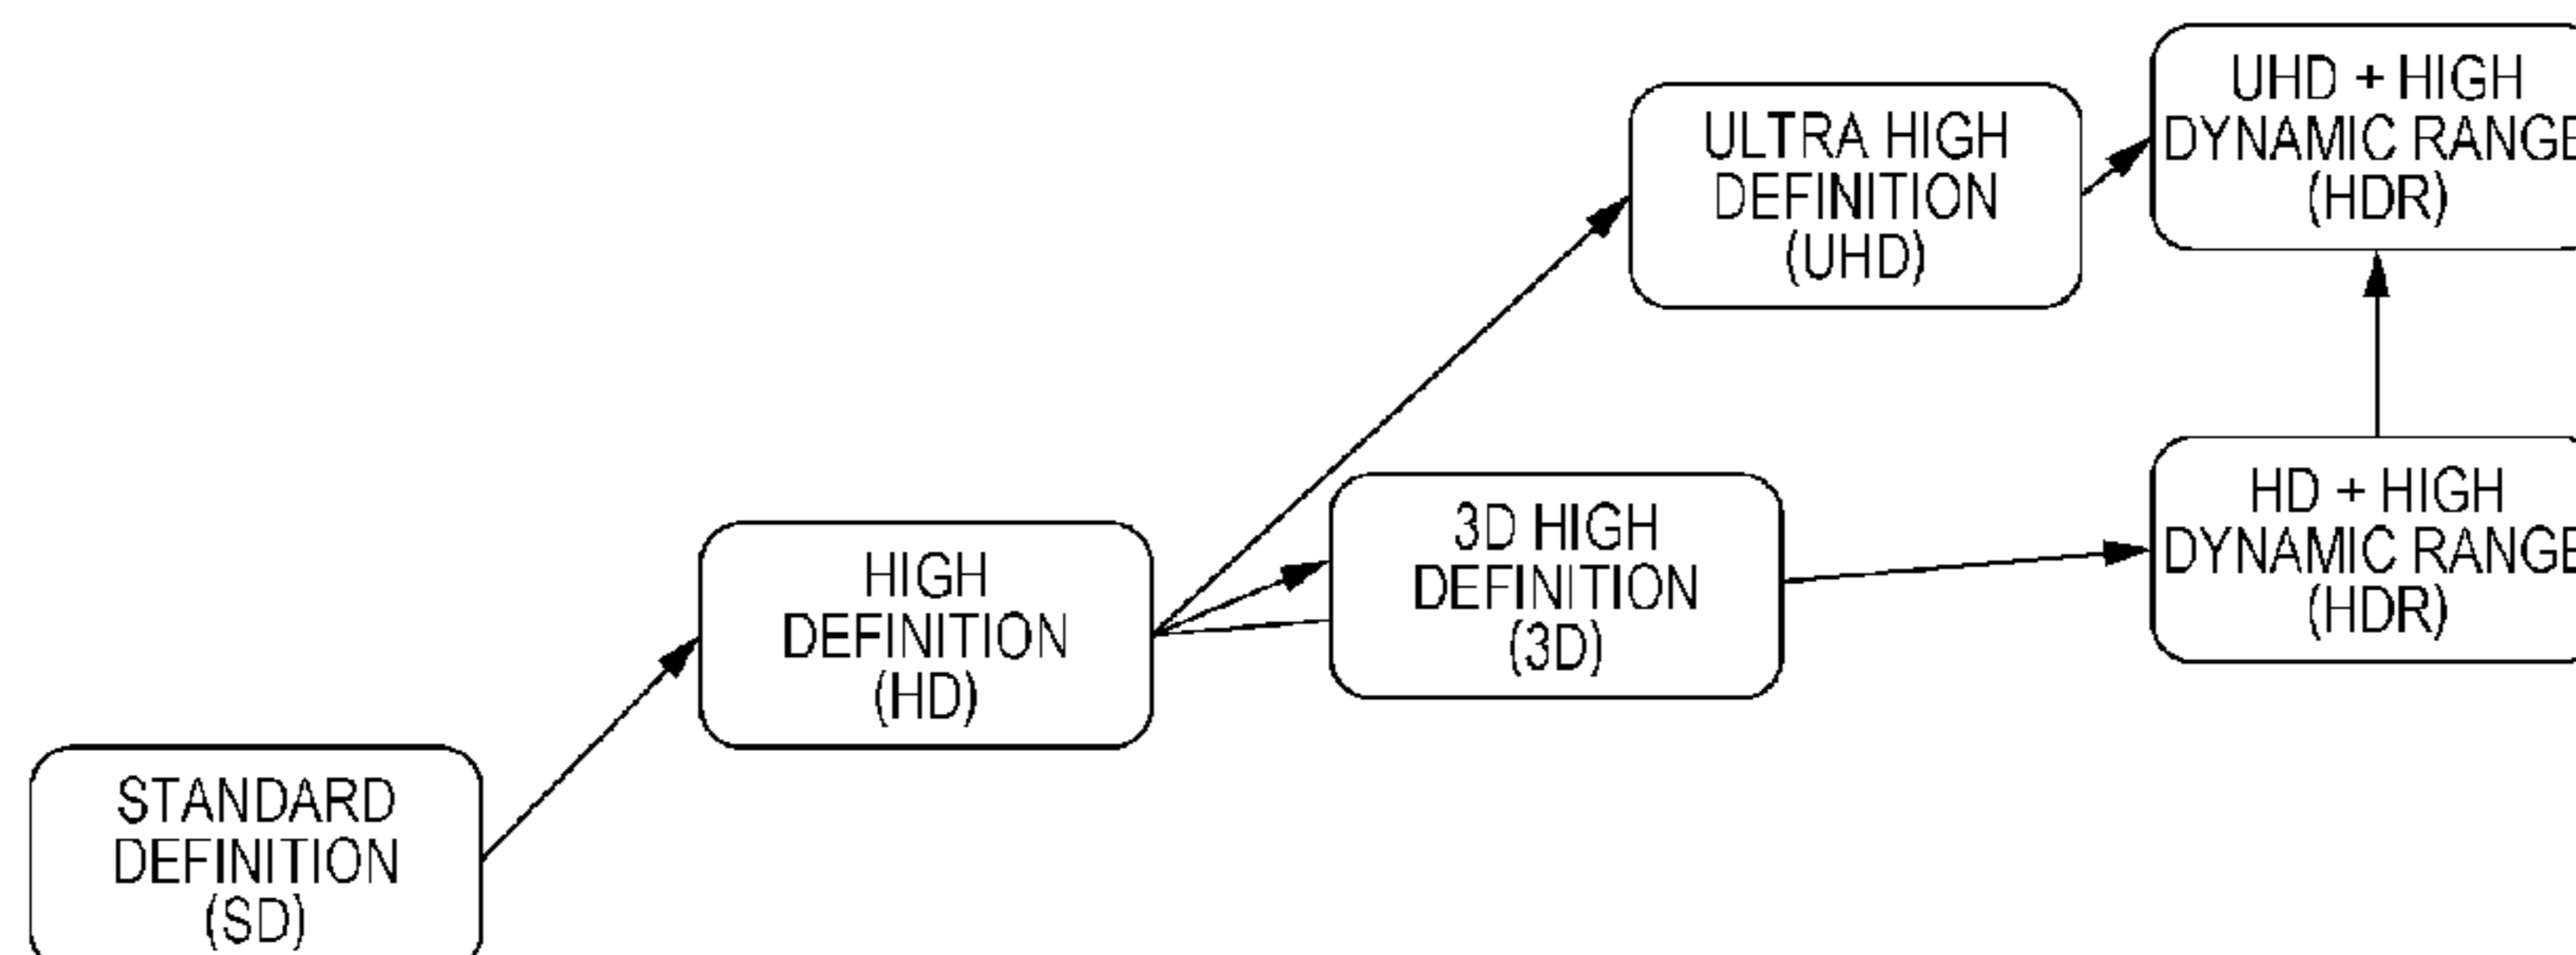 UHD + HIGH
DYNAMIC RANGE
(HDR)
ULTRA HIGH
DEFINITION
(UHD)
3D HIGH
DEFINITION
(3D)
HD + HIGH
DYNAMIC RANGE
(HDR)
HIGH
DEFINITION
(HD)
STANDARD
DEFINITION
(SD)